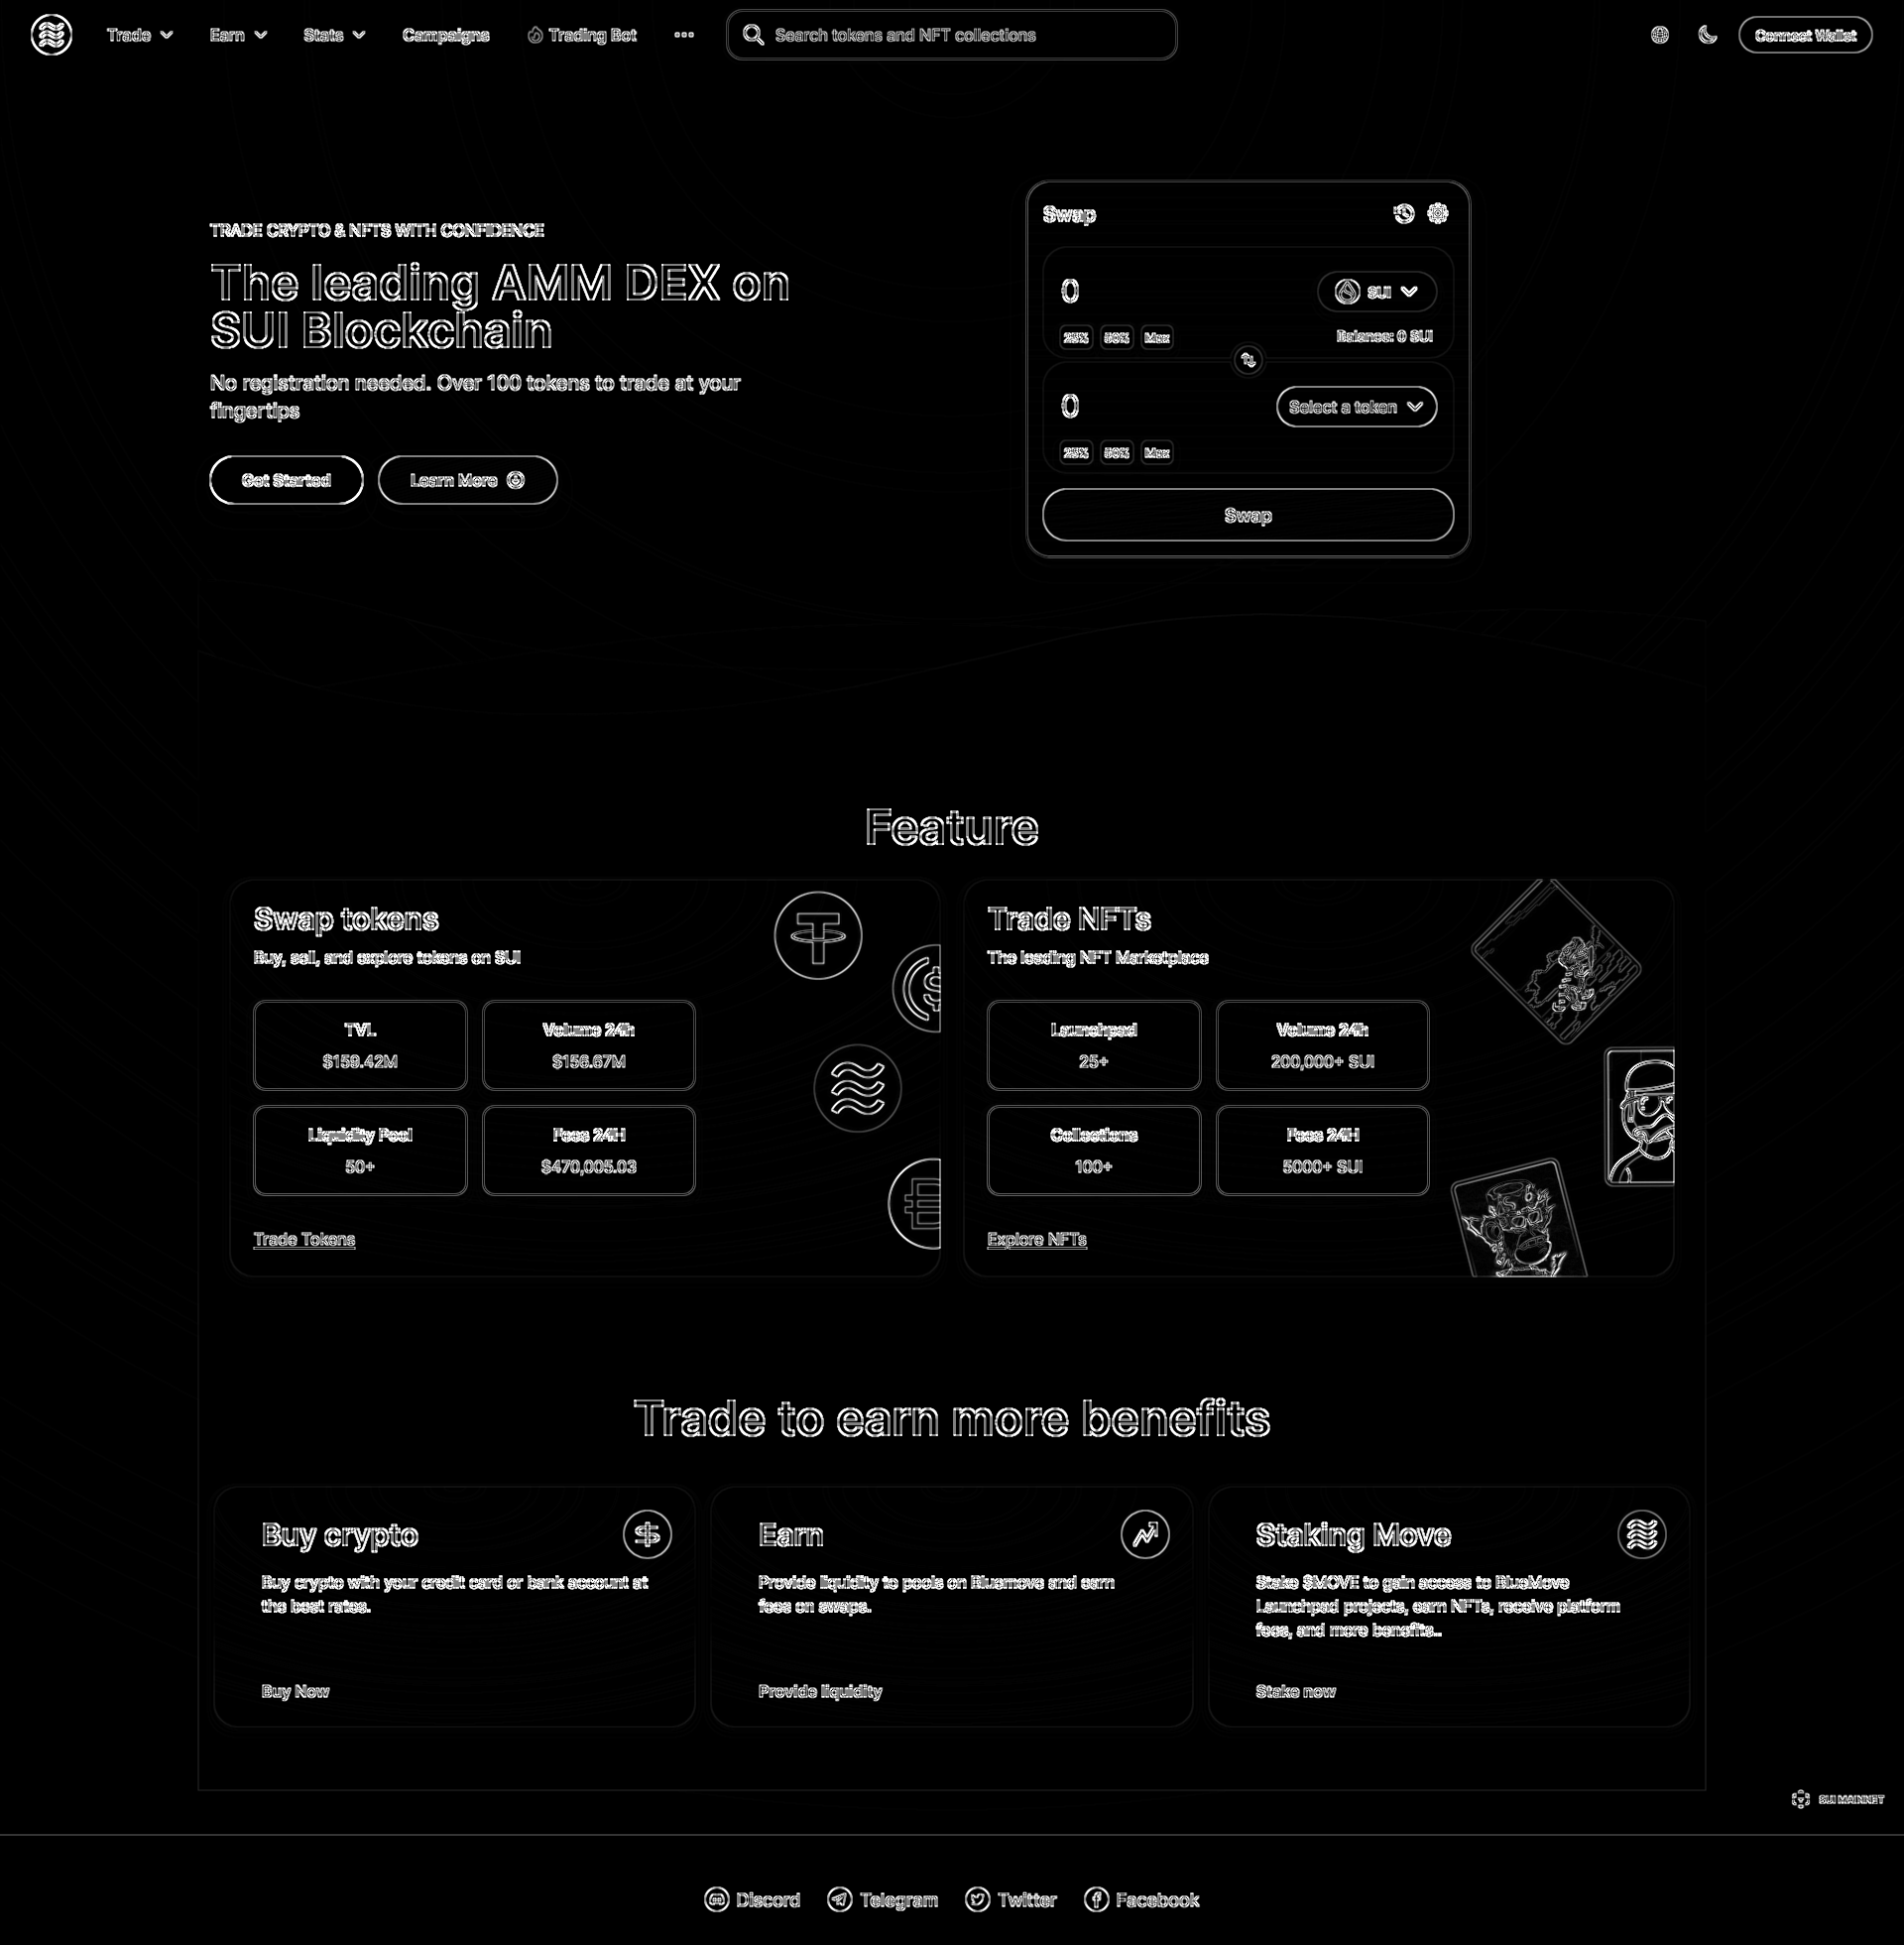 Trade
Earn
Stats
Campaigns
Trading Bot
Search tokens and NFT collections
Connect Wallet
TRADE CRYPTO & NFTS WITH CONFIDENCE
The leading AMM DEX on
SUI Blockchain
No registration needed. Over 100 tokens to trade at your
fingertips
Get Started
Learn More
Swap
0
SUI
25%
50%
Max
Balance: 0 SUI
0
Select a token
25%
50%
Max
Swap
Feature
Swap tokens
Buy, sell, and explore tokens on SUI
TVL
$159.42M
Volume 24h
$156.67M
Liquidity Pool
50+
Fees 24H
$470,005.03
Trade Tokens
Trade NFTs
The leading NFT Marketplace
Launchpad
25+
Volume 24h
200,000+ SUI
Collections
100+
Fees 24H
5000+ SUI
Explore NFTs
Trade to earn more benefits
Buy crypto
Buy crypto with your credit card or bank account at
the best rates.
Buy Now
Earn
Provide liquidity to pools on Bluemove and earn
fees on swaps.
Provide liquidity
Staking Move
Stake $MOVE to gain access to BlueMove
Launchpad projects, earn NFTs, receive platform
fees, and more benefits..
Stake now
SUI MAINNET
Discord
Telegram
Twitter
Facebook